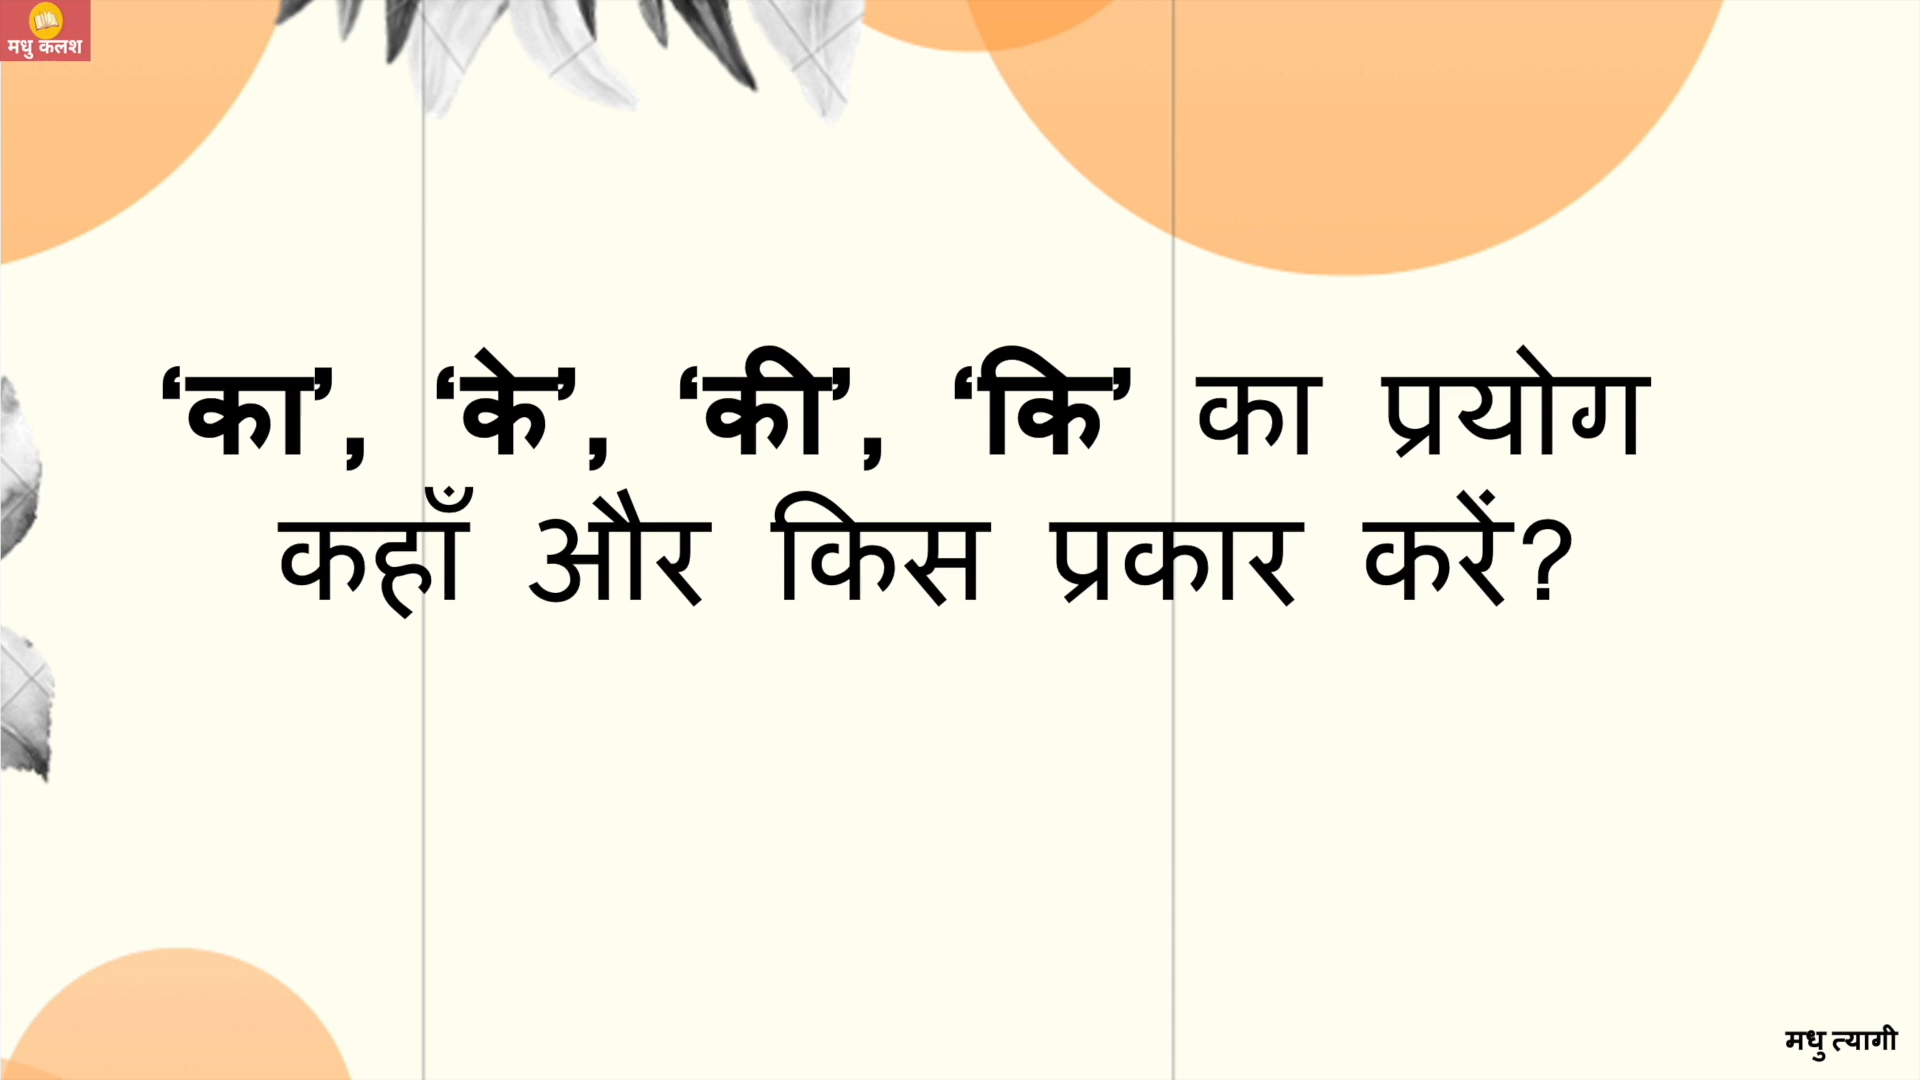 मधु कलश
‘का’, ‘के’, ‘की’, ‘कि’ का प्रयोग
कहाँ और किस प्रकार करें?
मधु त्यागी